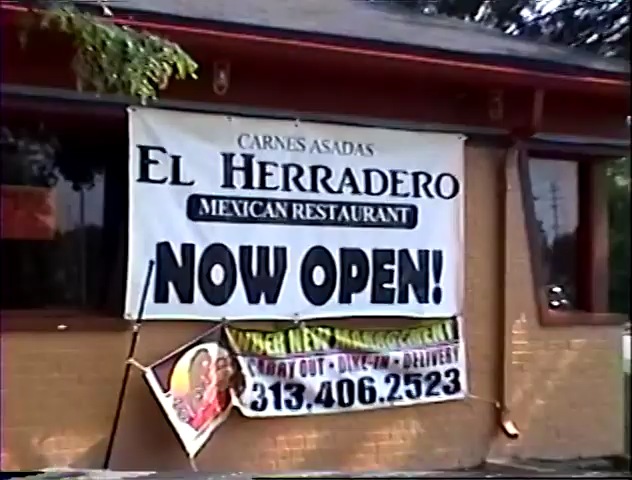 CARNES ASADAS
EL HERRADERO
MEXICAN RESTAURANT
NOW OPEN!
UNDER NEW MANAGEMENT
CARRY OUT • DINE-IN • DELIVERY
313.406.2523